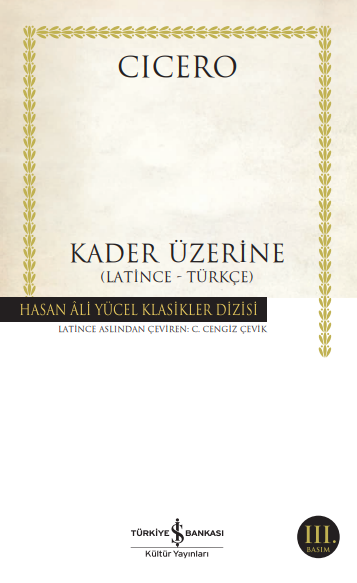 CICERO
KADER ÜZERİNE
(LATİNCE - TÜRKÇE)
HASAN ÂLİ YÜCEL KLASİKLER DİZİSİ
LATİNCE ASLINDAN ÇEVİREN: C. CENGİZ ÇEVİK
TÜRKİYE İŞ BANKASI
Kültür Yayınları
III.
BASIM